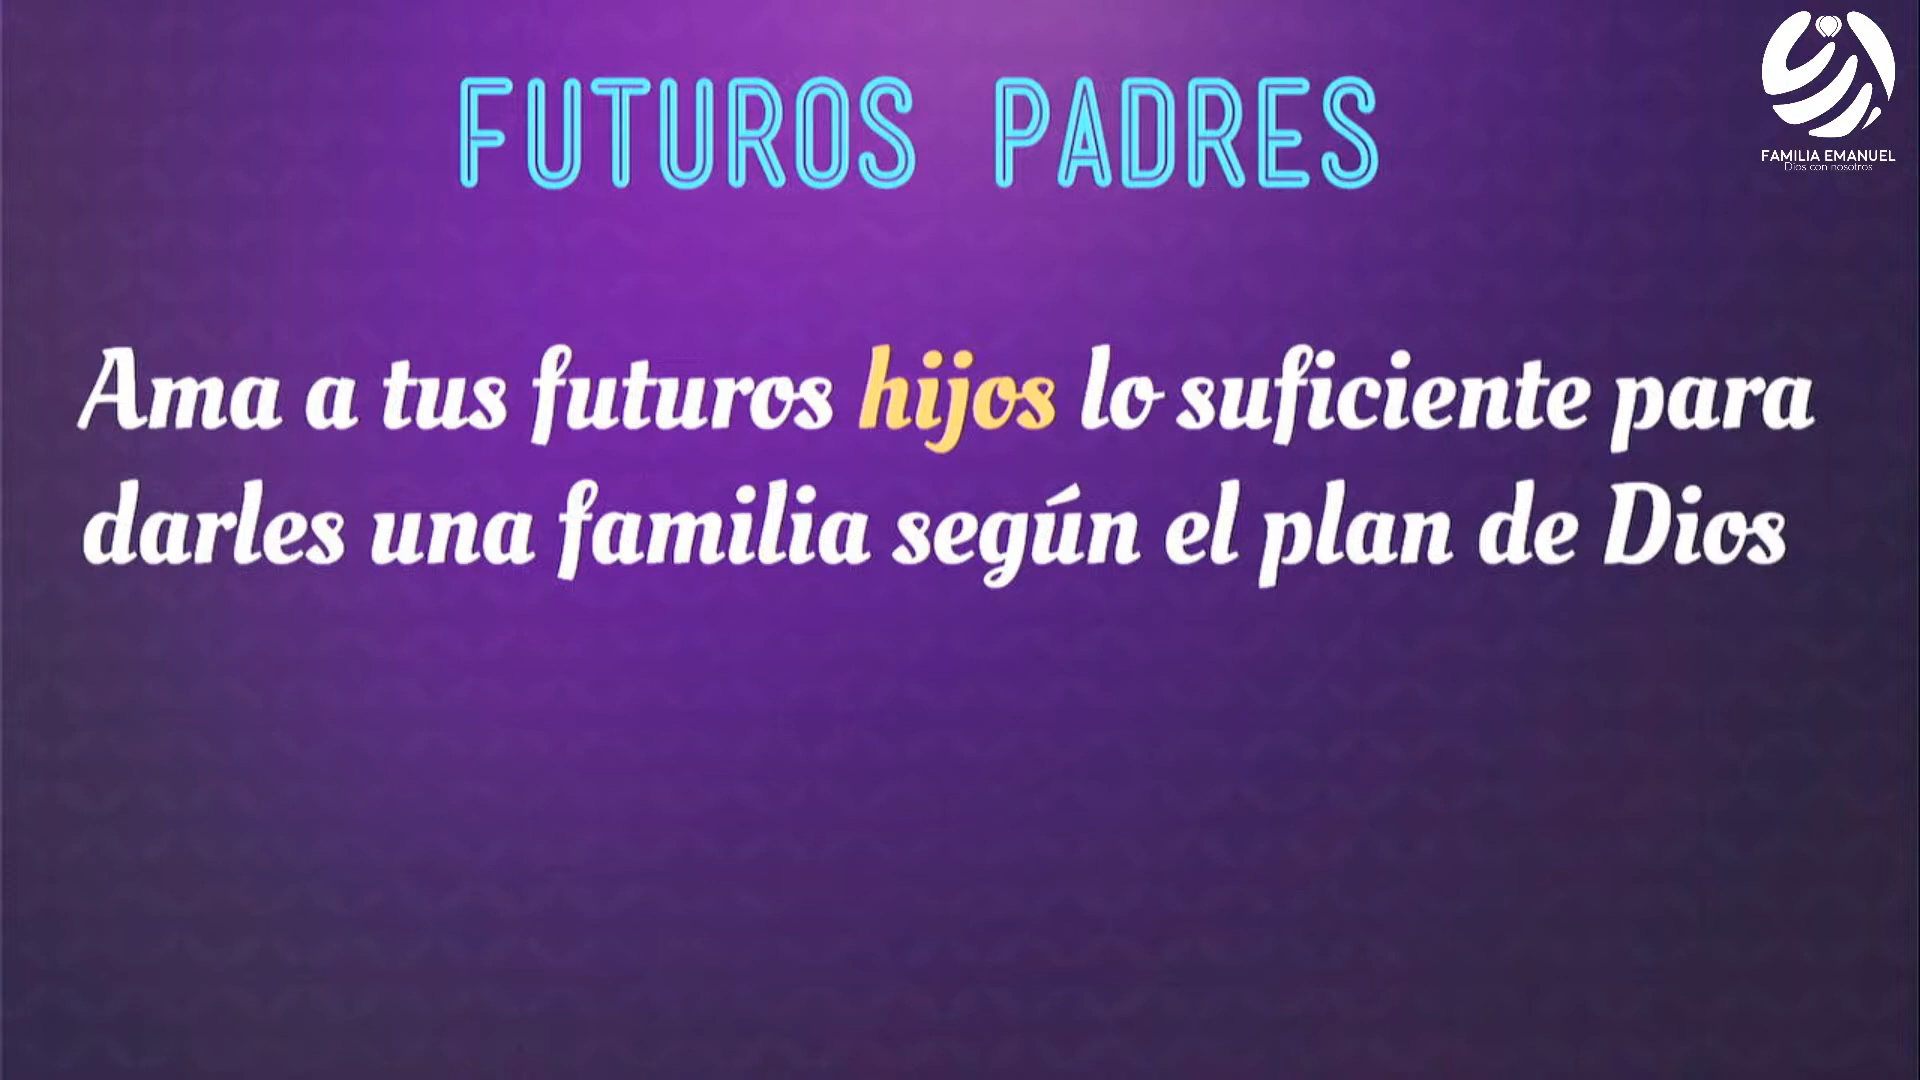 FUTUROS PADRES
FAMILIA EMANUEL
Dios con nosotros
Ama a tus futuros hijos lo suficiente para
darles una familia según el plan de Dios